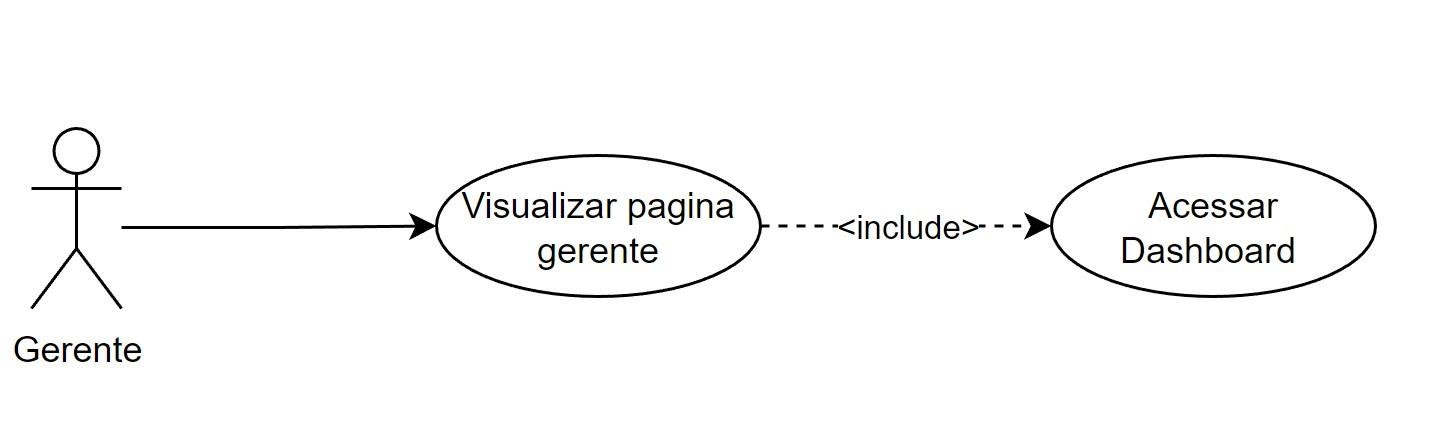 Visualizar pagina
gerente
<include>
Acessar
Dashboard
Gerente